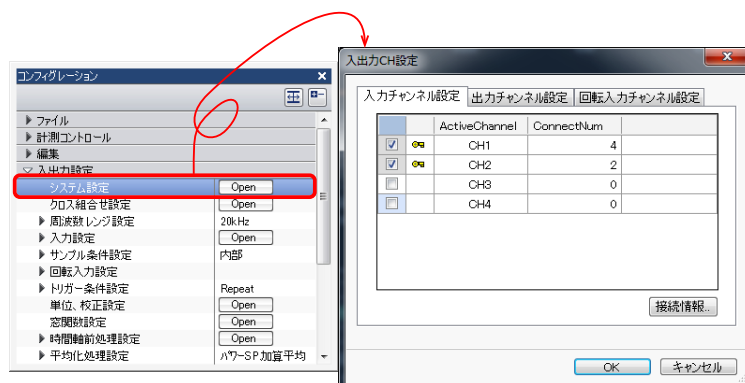 コンフィグレーション
ファイル
計測コントロール
編集
入出力設定
システム設定 Open
クロス組合せ設定 Open
周波数レンジ設定 20kHz
入力設定 Open
サンプル条件設定 内部
回転入力設定
トリガー条件設定 Repeat
単位、校正設定 Open
窓関数設定 Open
時間軸前処理設定 Open
平均化処理設定 パワーSP加算平均
入出力CH設定
入力チャンネル設定 出力チャンネル設定 回転入力チャンネル設定
ActiveChannel ConnectNum
CH1 4
CH2 2
CH3 0
CH4 0
接続情報..
OK キャンセル